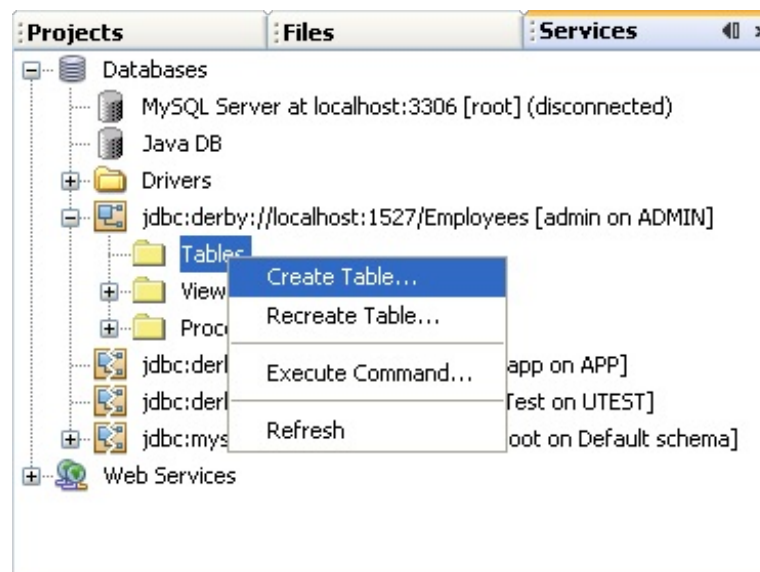 Projects
Files
Services
Databases
MySQL Server at localhost:3306 [root] (disconnected)
Java DB
Drivers
jdbc:derby://localhost:1527/Employees [admin on ADMIN]
Tables
Create Table...
View
Recreate Table...
Proc
jdbc:derl app on APP]
Execute Command...
jdbc:derl Test on UTEST]
Refresh
jdbc:mys oot on Default schema]
Web Services